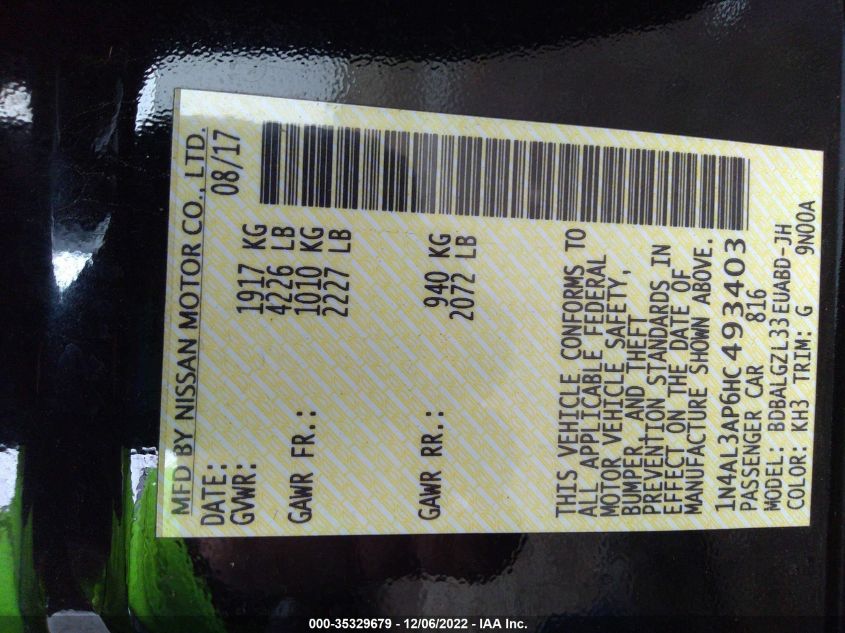 MFD BY NISSAN MOTOR CO., LTD.
DATE: 08/17
GVWR: 1917 KG
4226 LB
GAWR FR.: 1010 KG
2227 LB
GAWR RR.: 940 KG
2072 LB
THIS VEHICLE CONFORMS TO
ALL APPLICABLE FEDERAL
MOTOR VEHICLE SAFETY,
BUMPER, AND THEFT
PREVENTION STANDARDS IN
EFFECT ON THE DATE OF
MANUFACTURE SHOWN ABOVE.
1N4AL3AP6HC493403
PASSENGER CAR 816
MODEL: BDBALGZL33EUABD-JH
COLOR: KH3 TRIM: G 9N00A
000-35329679 - 12/06/2022 - IAA Inc.